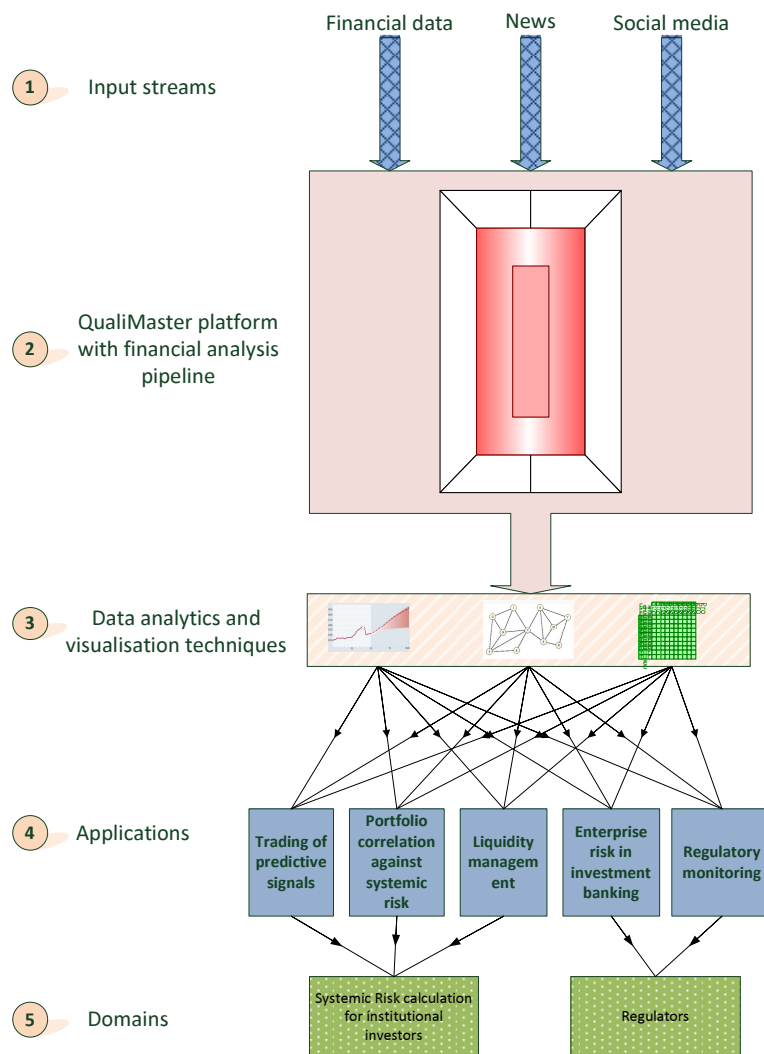 Financial data
News
Social media
1
Input streams
2
QualiMaster platform
with financial analysis
pipeline
3
Data analytics and
visualisation techniques
4
Applications
Trading of
predictive
signals
Portfolio
correlation
against
systemic
risk
Liquidity
managem
ent
Enterprise
risk in
investment
banking
Regulatory
monitoring
5
Domains
Systemic Risk calculation
for institutional
investors
Regulators